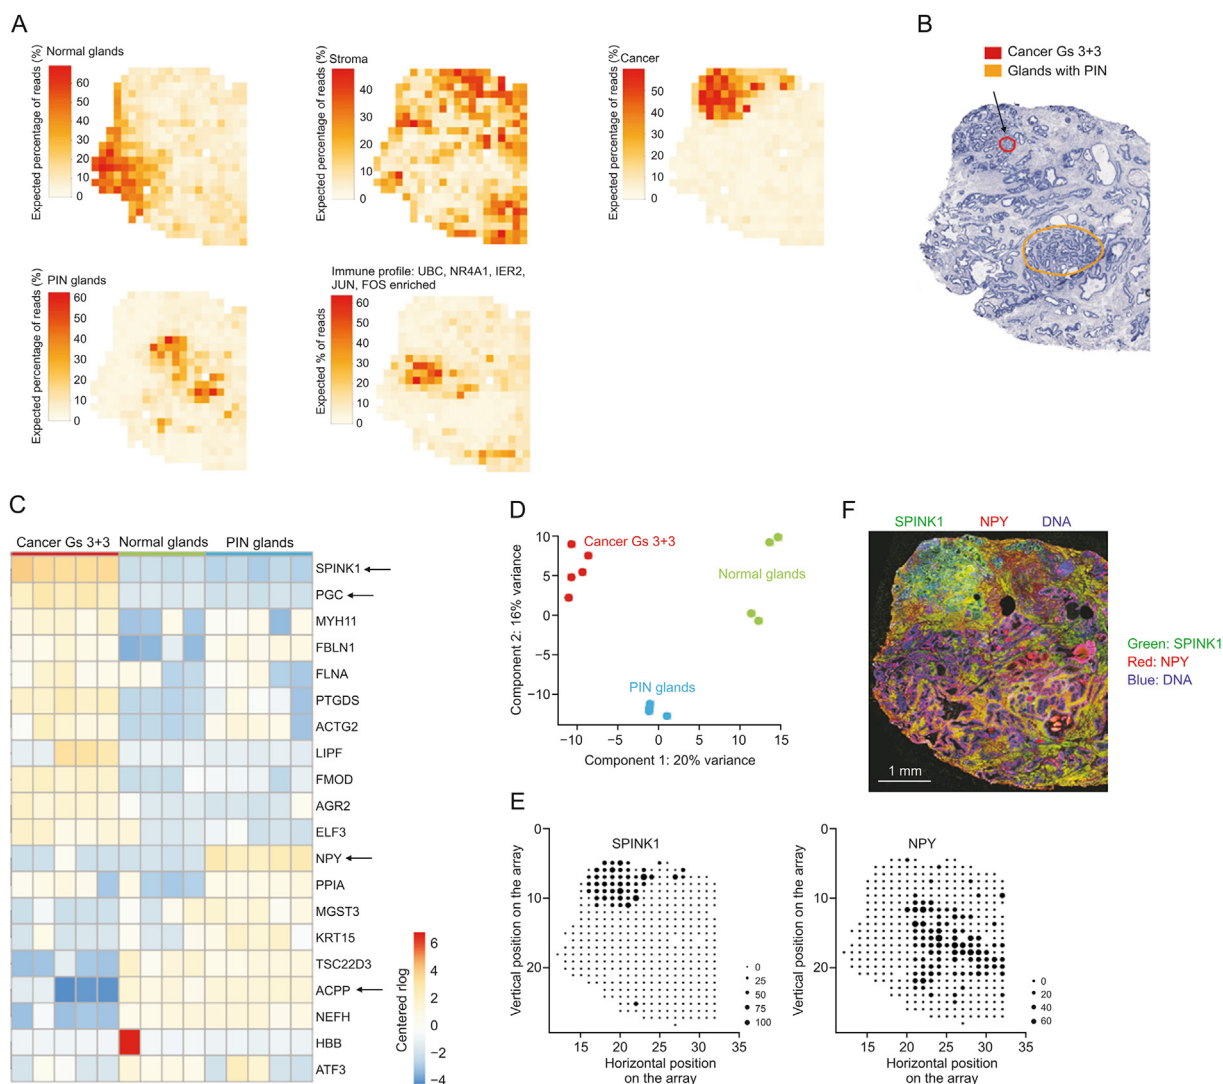 A
Normal glands
Expected percentage of reads (%)
60
50
40
30
20
10
0
Stroma
Expected percentage of reads (%)
40
30
20
10
0
Cancer
Expected percentage of reads (%)
50
40
30
20
10
0
B
Cancer Gs 3+3
Glands with PIN
PIN glands
Expected percentage of reads (%)
60
50
40
30
20
10
0
Immune profile: UBC, NR4A1, IER2,
JUN, FOS enriched
Expected % of reads
60
50
40
30
20
10
0
C
Cancer Gs 3+3 Normal glands PIN glands
SPINK1
PGC
MYH11
FBLN1
FLNA
PTGDS
ACTG2
LIPF
FMOD
AGR2
ELF3
NPY
PPIA
MGST3
KRT15
TSC22D3
ACPP
NEFH
HBB
ATF3
Centered rlog
6
4
2
0
−2
−4
D
Component 2: 16% variance
10
5
0
−5
−10
Cancer Gs 3+3
Normal glands
PIN glands
−10 −5 0 5 10 15
Component 1: 20% variance
F
SPINK1 NPY DNA
Green: SPINK1
Red: NPY
Blue: DNA
1 mm
E
SPINK1
Vertical position on the array
0
10
20
0
25
50
75
100
15 20 25 30 35
Horizontal position
on the array
NPY
Vertical position on the array
0
10
20
0
20
40
60
15 20 25 30 35
Horizontal position
on the array